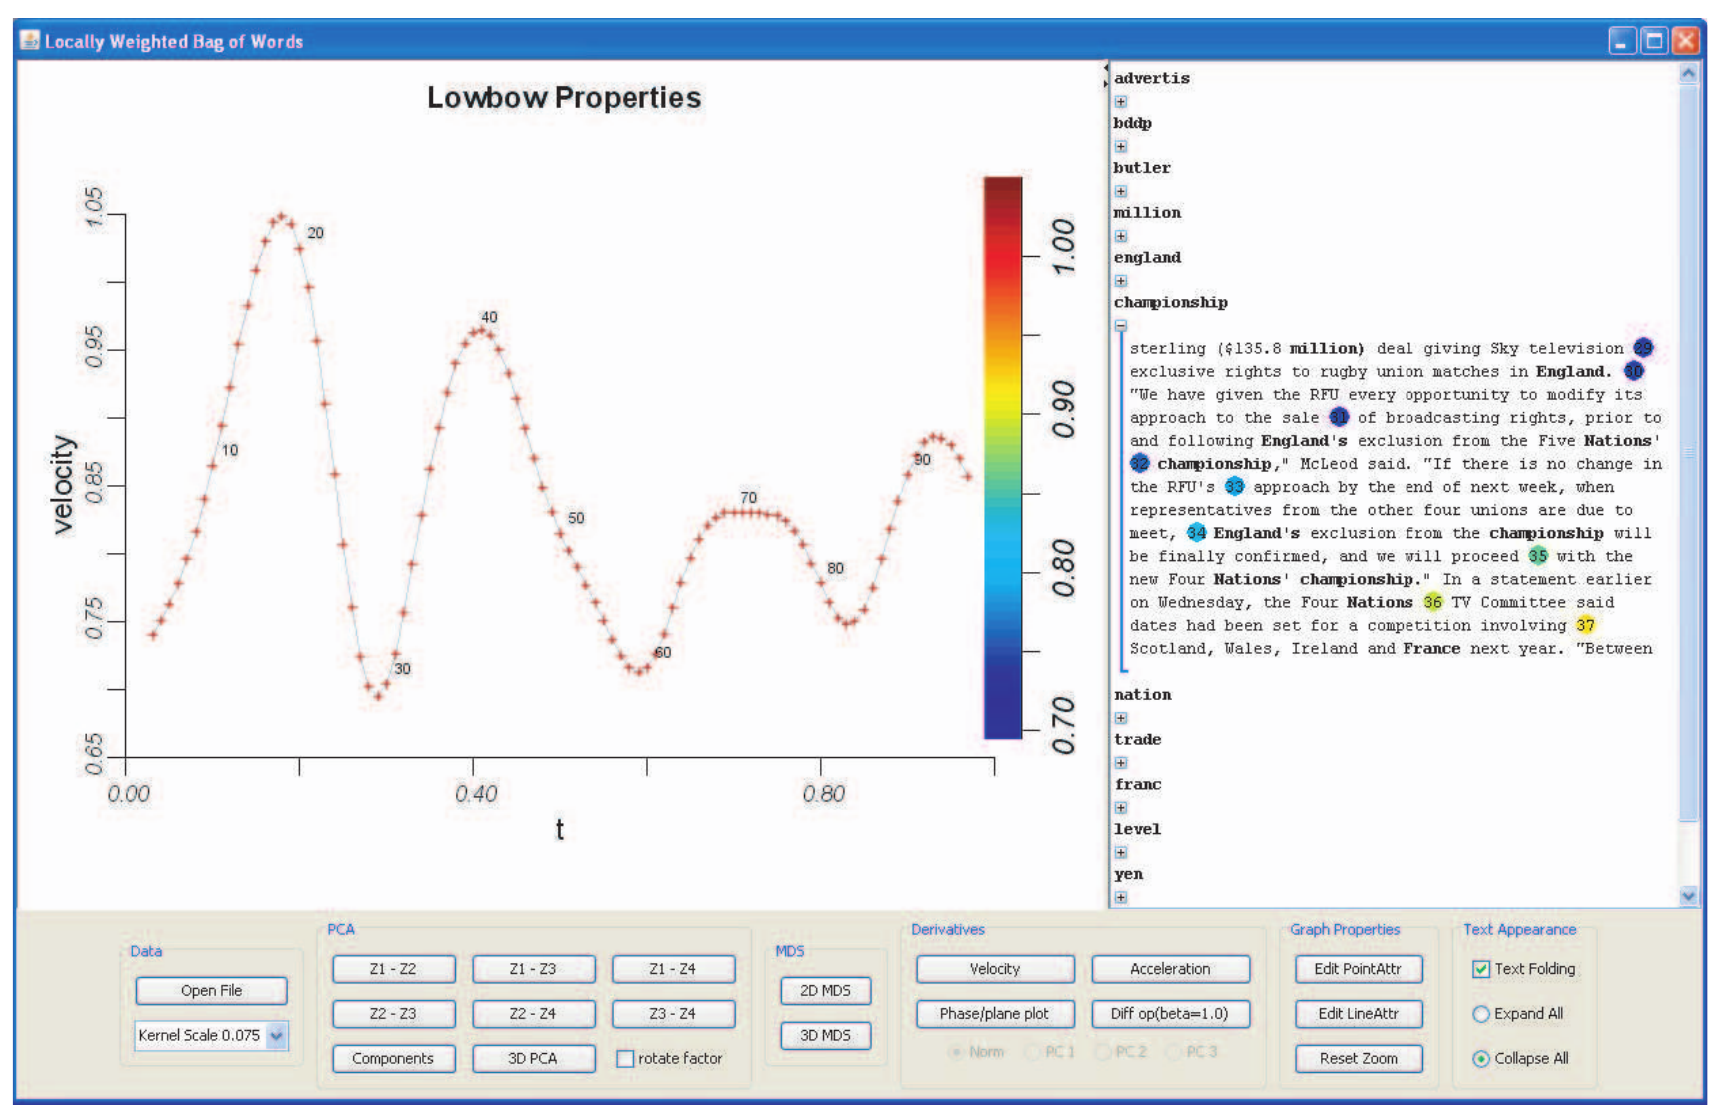 Locally Weighted Bag of Words
Lowbow Properties
velocity
1.05
0.95
0.85
0.75
0.65
0.00
0.40
0.80
t
10
20
30
40
50
60
70
80
90
1.00
0.90
0.80
0.70
advertis
bddp
butler
million
england
championship
sterling ($135.8 million) deal giving Sky television 29
exclusive rights to rugby union matches in England. 30
"We have given the RFU every opportunity to modify its
approach to the sale 31 of broadcasting rights, prior to
and following England's exclusion from the Five Nations'
32 championship," McLeod said. "If there is no change in
the RFU's 33 approach by the end of next week, when
representatives from the other four unions are due to
meet, 34 England's exclusion from the championship will
be finally confirmed, and we will proceed 35 with the
new Four Nations' championship." In a statement earlier
on Wednesday, the Four Nations 36 TV Committee said
dates had been set for a competition involving 37
Scotland, Wales, Ireland and France next year. "Between
nation
trade
franc
level
yen
Data
Open File
Kernel Scale 0.075
PCA
Z1 - Z2
Z1 - Z3
Z1 - Z4
Z2 - Z3
Z2 - Z4
Z3 - Z4
Components
3D PCA
rotate factor
MDS
2D MDS
3D MDS
Derivatives
Velocity
Acceleration
Phase/plane plot
Diff op(beta=1.0)
Norm
PC 1
PC 2
PC 3
Graph Properties
Edit PointAttr
Edit LineAttr
Reset Zoom
Text Appearance
Text Folding
Expand All
Collapse All